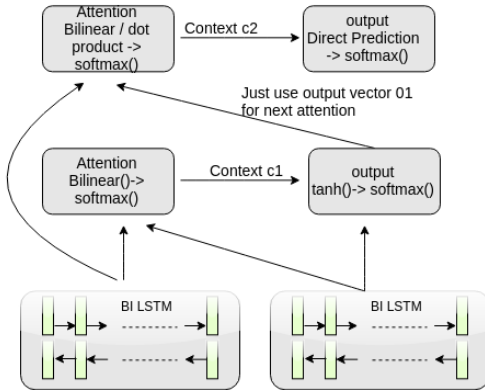 Attention
Bilinear / dot
product ->
softmax()
Context c2
output
Direct Prediction
-> softmax()
Just use output vector 01
for next attention
Attention
Bilinear()->
softmax()
Context c1
output
tanh()-> softmax()
BI LSTM
BI LSTM